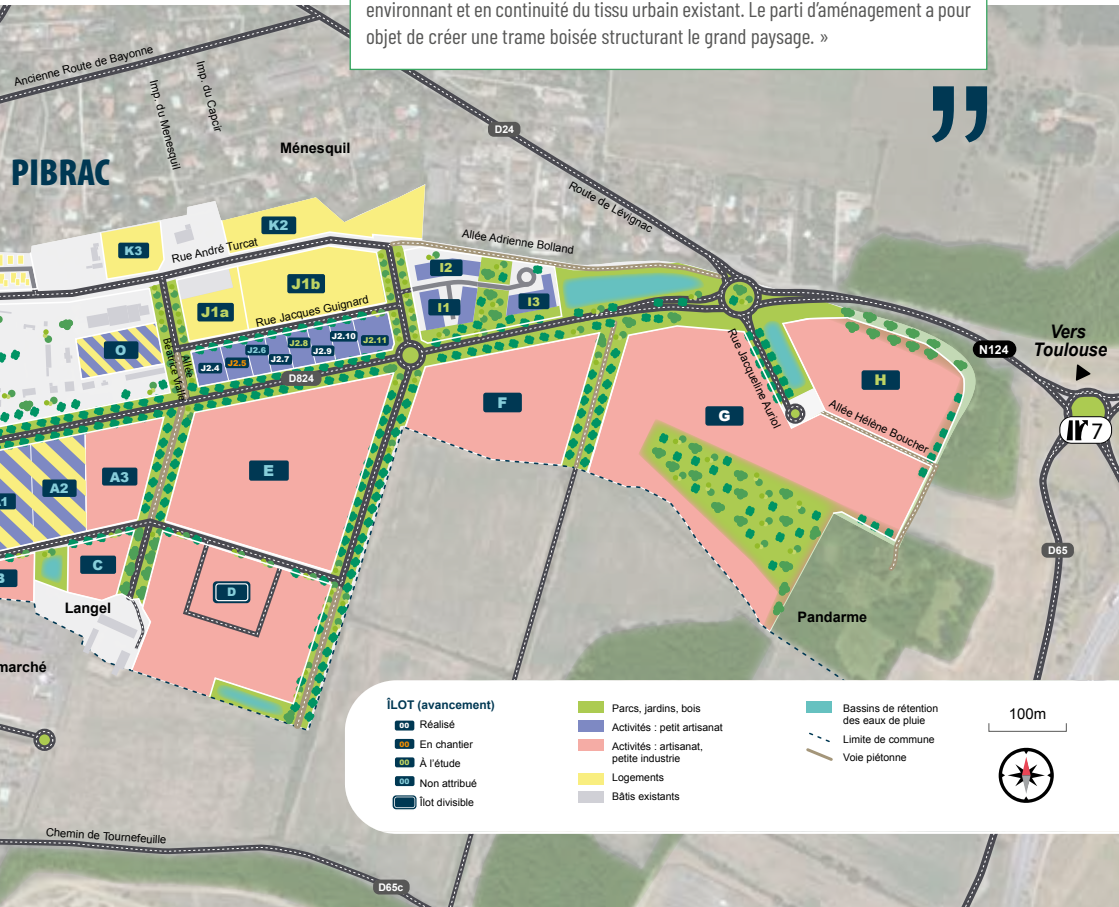 environnant et en continuité du tissu urbain existant. Le parti d’aménagement a pour
objet de créer une trame boisée structurant le grand paysage. »
”
Ancienne Route de Bayonne
Imp. du Menesquil
Imp. du Capcir
Ménesquil
D24
PIBRAC
Route de Lévignac
K2
K3
Rue André Turcat
Allée Adrienne Bolland
I2
J1b
I1
I3
J1a
Rue Jacques Guignard
O
Allée
Béatrice Vialle
J2.4
J2.5
J2.6
J2.7
J2.8
J2.9
J2.10
J2.11
D824
Rue Jacqueline Auriol
N124
Vers
Toulouse
7
H
F
G
Allée Hélène Boucher
E
A3
A2
D65
C
D
Langel
Pandarme
marché
ÎLOT (avancement)
00 Réalisé
00 En chantier
00 À l’étude
00 Non attribué
Îlot divisible
Parcs, jardins, bois
Activités : petit artisanat
Activités : artisanat,
petite industrie
Logements
Bâtis existants
Bassins de rétention
des eaux de pluie
Limite de commune
Voie piétonne
100m
Chemin de Tournefeuille
D65c